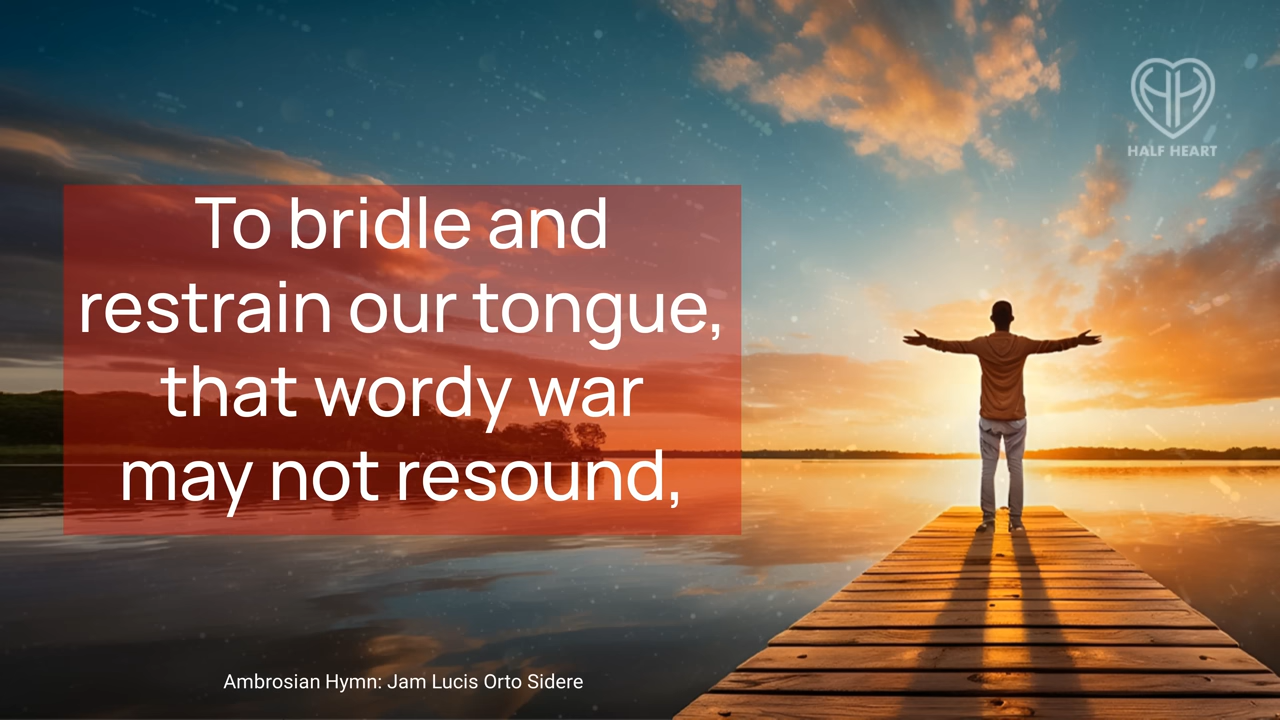 HALF HEART
To bridle and
restrain our tongue,
that wordy war
may not resound,
Ambrosian Hymn: Jam Lucis Orto Sidere